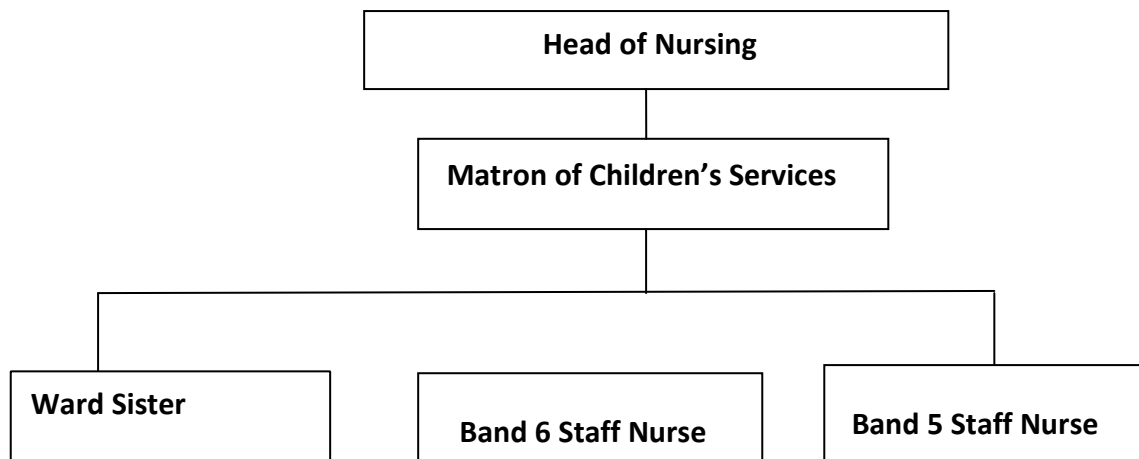 Head of Nursing
Matron of Children’s Services
Ward Sister
Band 6 Staff Nurse
Band 5 Staff Nurse